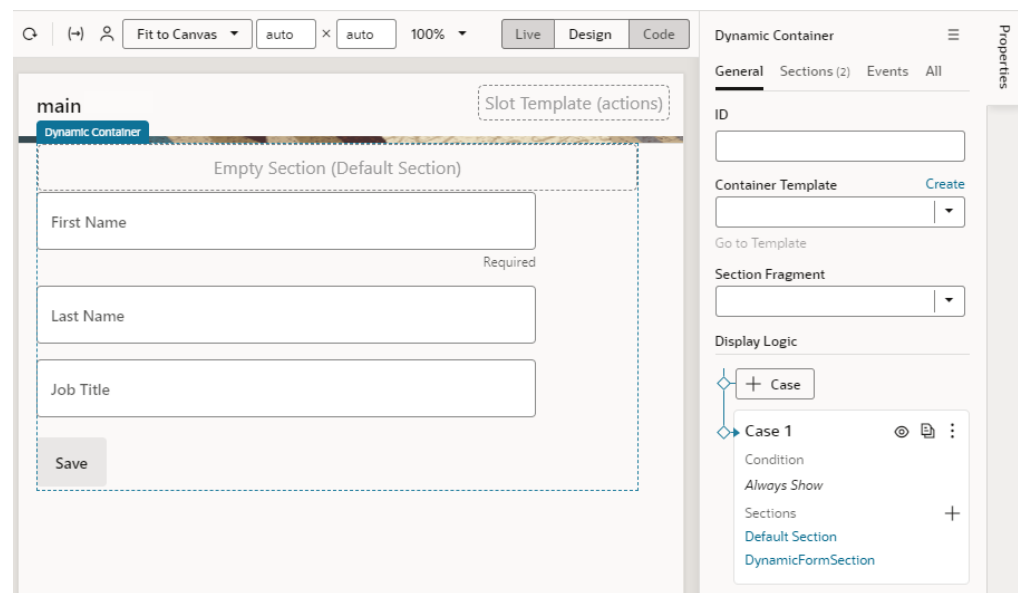 Fit to Canvas
auto × auto
100%
Live Design Code
main
Slot Template (actions)
Dynamic Container
Empty Section (Default Section)
First Name
Required
Last Name
Job Title
Save
Dynamic Container
General Sections (2) Events All
ID
Container Template Create
Go to Template
Section Fragment
Display Logic
+ Case
Case 1
Condition
Always Show
Sections
Default Section
DynamicFormSection
Properties